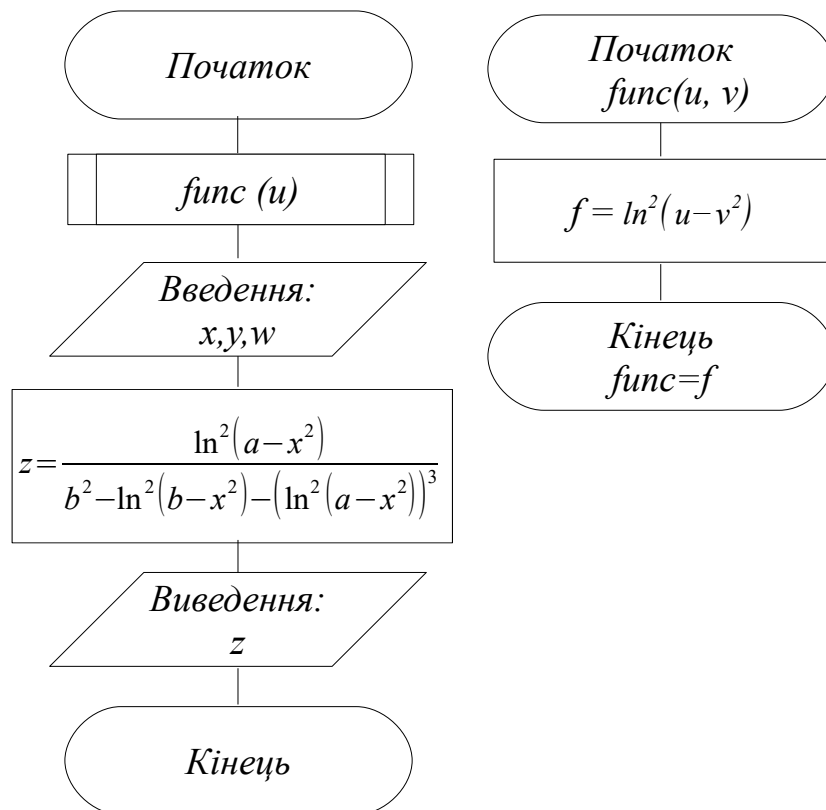 Початок
func (u)
Введення:
x,y,w
z = ln²(a−x²) / (b²−ln²(b−x²)−(ln²(a−x²))³)
Виведення:
z
Кінець
Початок
func(u, v)
f = ln²(u−v²)
Кінець
func=f